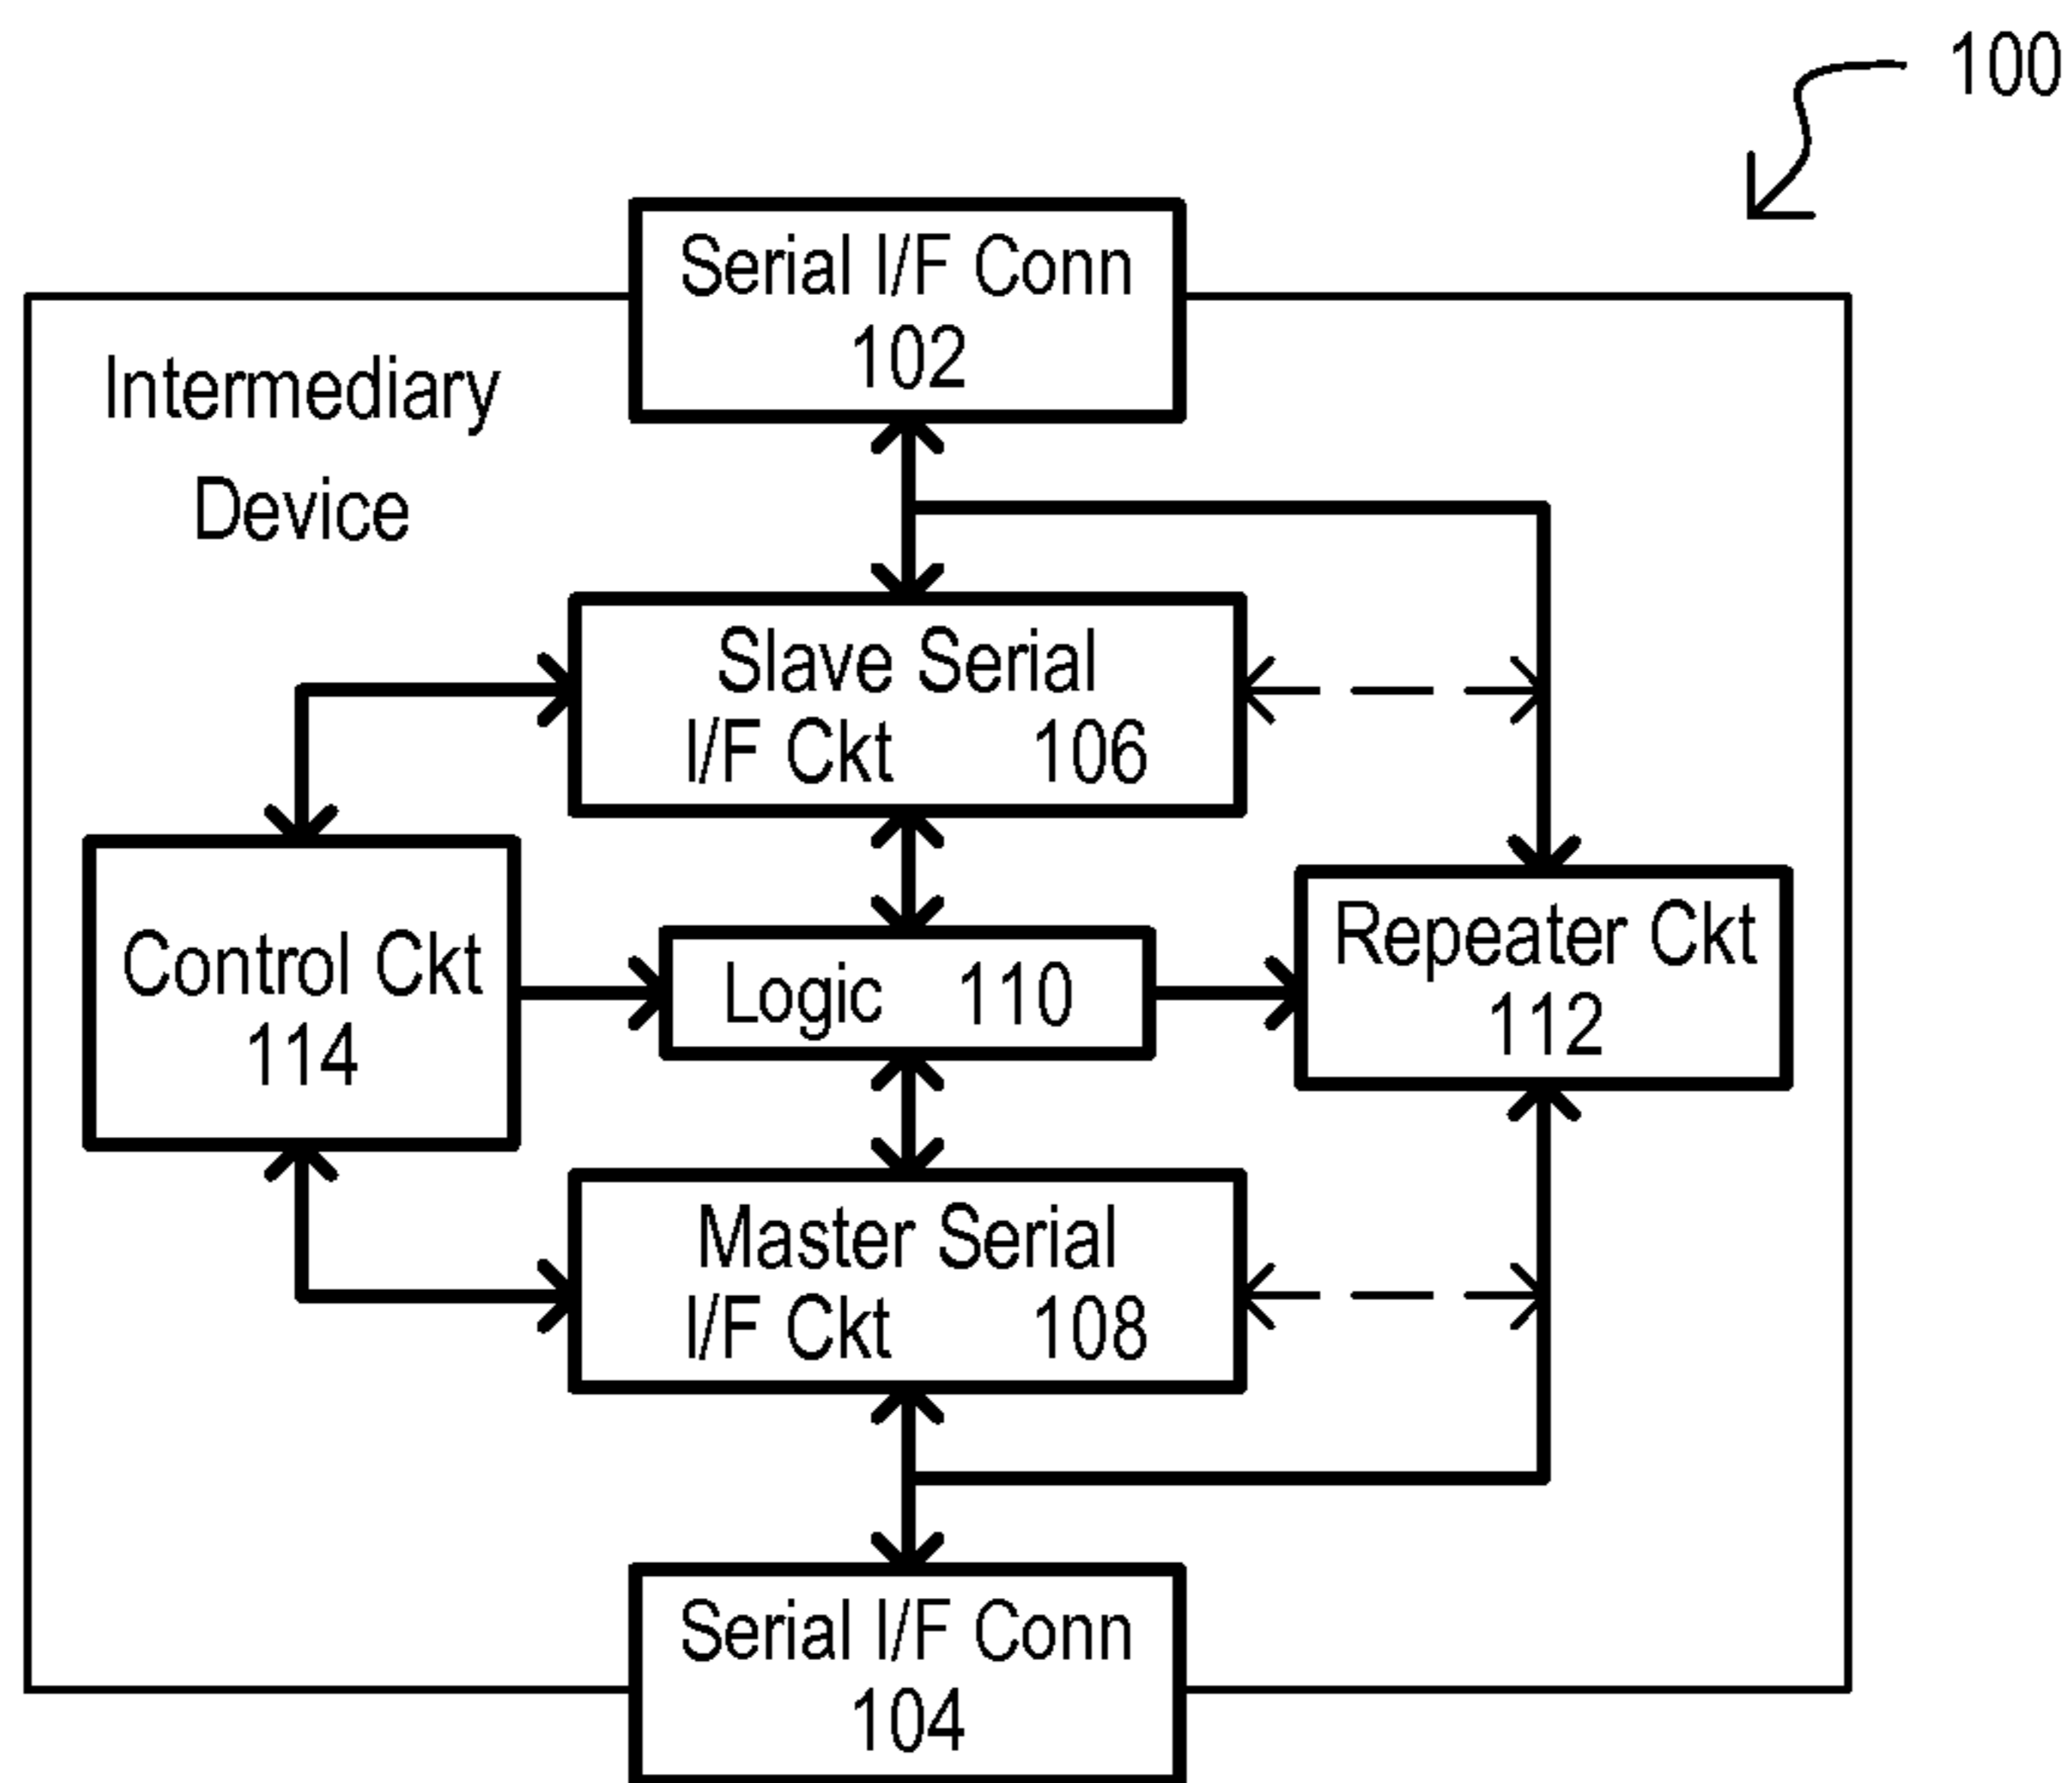 100
Serial I/F Conn
102
Intermediary
Device
Slave Serial
I/F Ckt 106
Control Ckt
114
Logic 110
Repeater Ckt
112
Master Serial
I/F Ckt 108
Serial I/F Conn
104